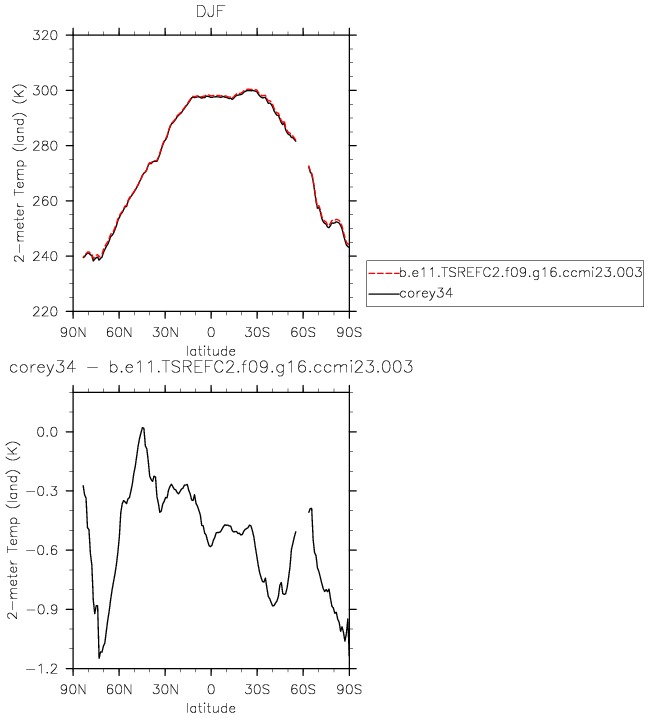 DJF
320
300
280
260
240
220
2-meter Temp (land) (K)
90N 60N 30N 0 30S 60S 90S
latitude
b.e11.TSREFC2.f09.g16.ccmi23.003
corey34
corey34 - b.e11.TSREFC2.f09.g16.ccmi23.003
0.0
-0.3
-0.6
-0.9
-1.2
2-meter Temp (land) (K)
90N 60N 30N 0 30S 60S 90S
latitude